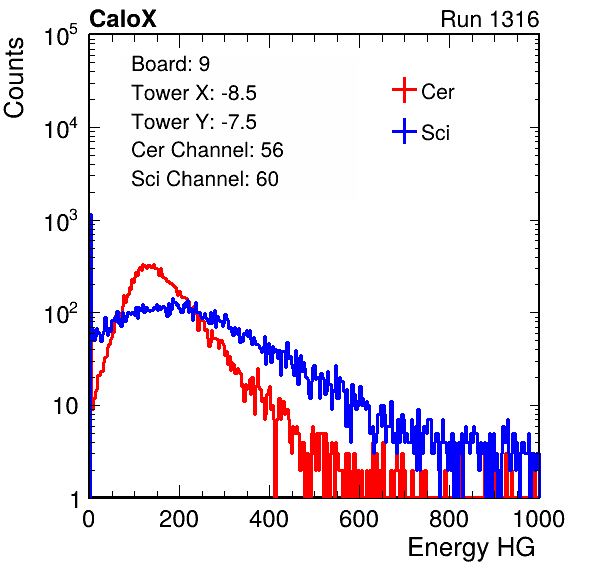 CaloX Run 1316
Counts
10^5
10^4
10^3
10^2
10
1
Board: 9
Tower X: -8.5
Tower Y: -7.5
Cer Channel: 56
Sci Channel: 60
Cer
Sci
0 200 400 600 800 1000
Energy HG